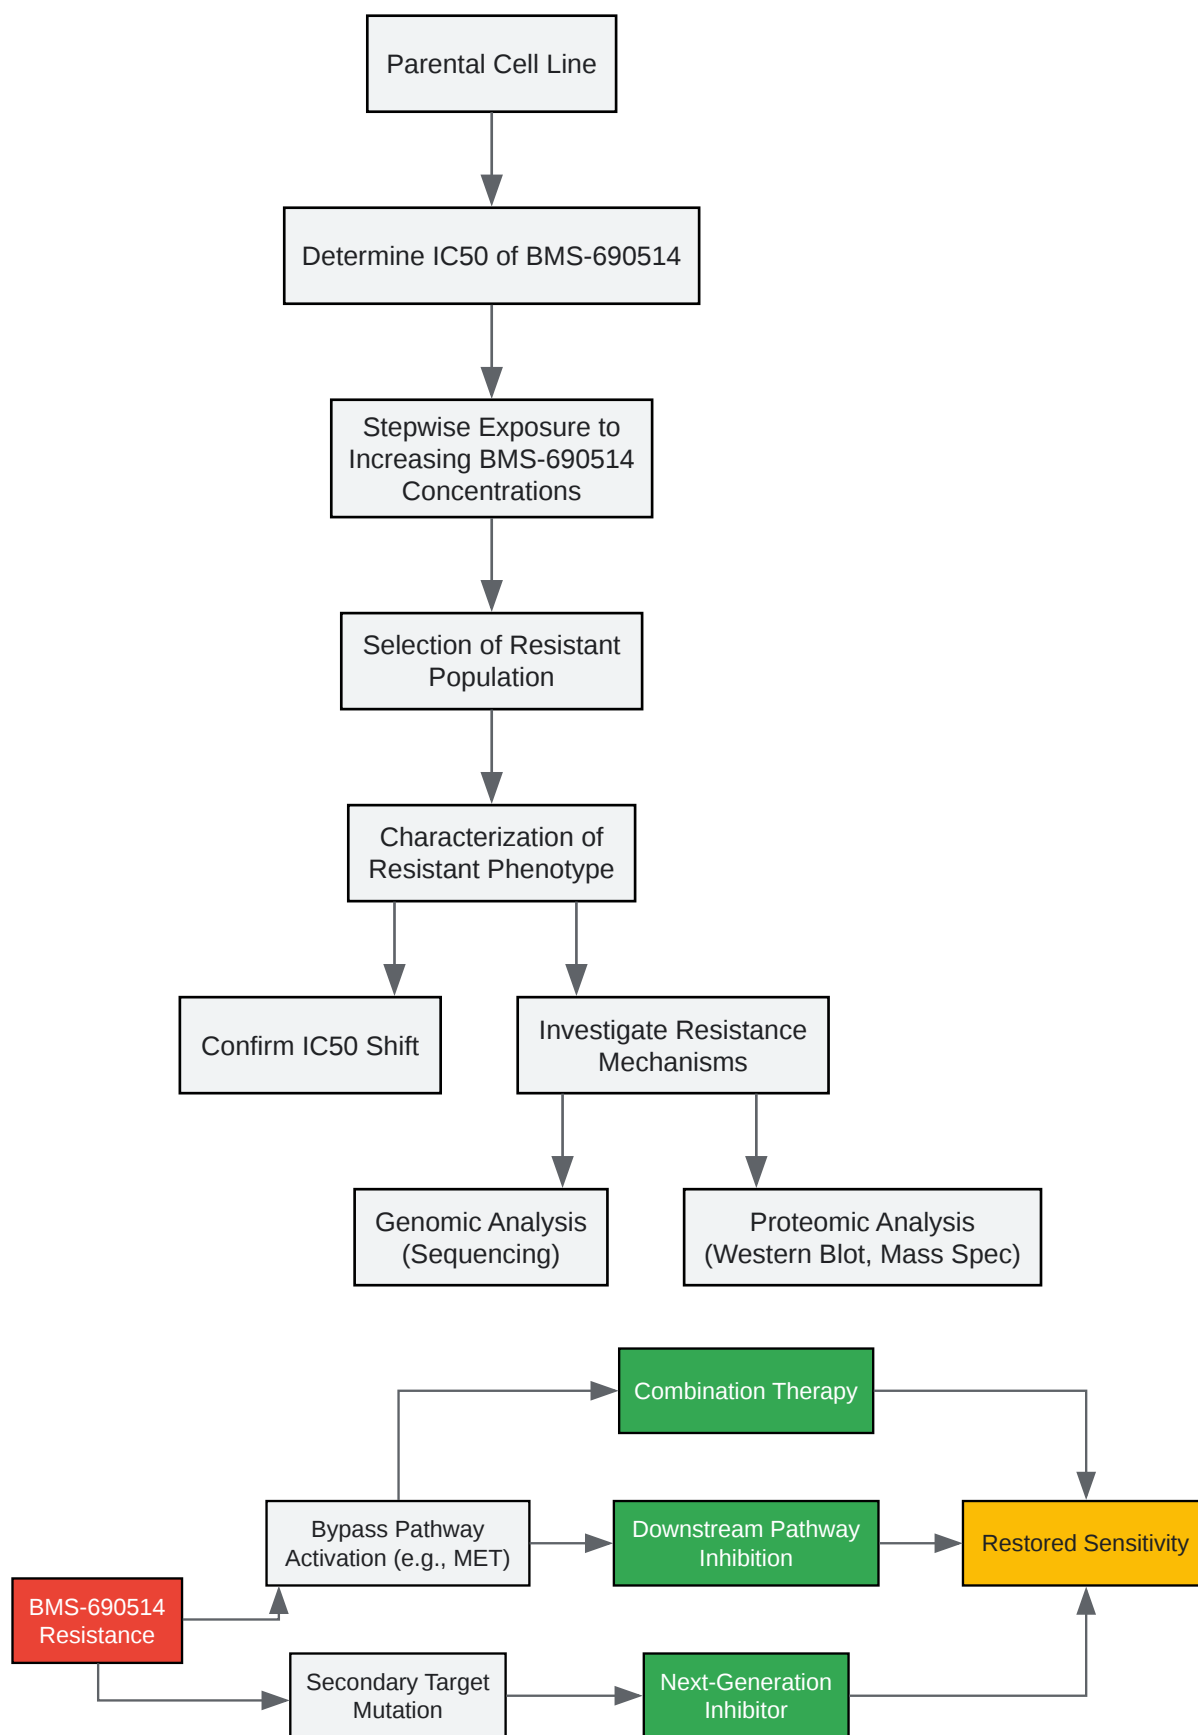 Parental Cell Line
Determine IC50 of BMS-690514
Stepwise Exposure to
Increasing BMS-690514
Concentrations
Selection of Resistant
Population
Characterization of
Resistant Phenotype
Confirm IC50 Shift
Investigate Resistance
Mechanisms
Genomic Analysis
(Sequencing)
Proteomic Analysis
(Western Blot, Mass Spec)
Combination Therapy
Bypass Pathway
Activation (e.g., MET)
Downstream Pathway
Inhibition
Restored Sensitivity
BMS-690514
Resistance
Secondary Target
Mutation
Next-Generation
Inhibitor